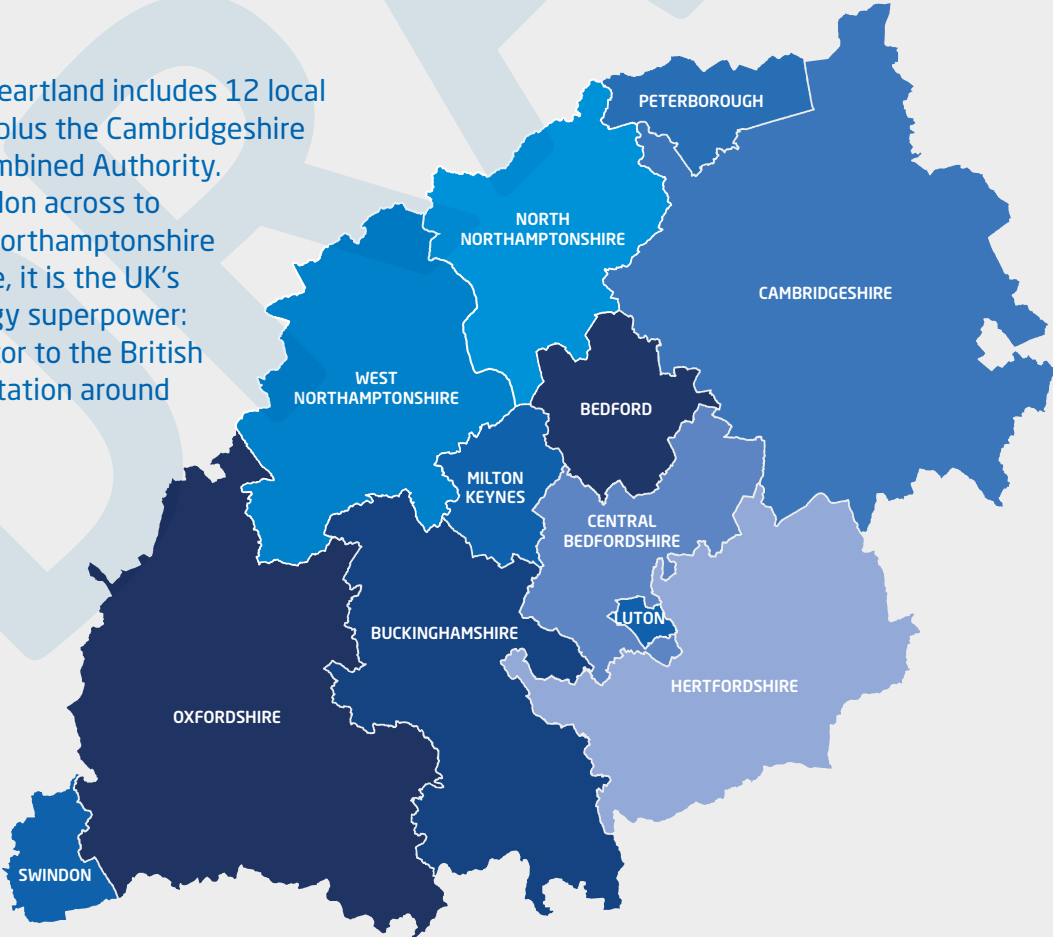 eartland includes 12 local
plus the Cambridgeshire
mbined Authority.
don across to
orthamptonshire
e, it is the UK's
gy superpower:
tor to the British
tation around
PETERBOROUGH
NORTH
NORTHAMPTONSHIRE
CAMBRIDGESHIRE
WEST
NORTHAMPTONSHIRE
BEDFORD
MILTON
KEYNES
CENTRAL
BEDFORDSHIRE
LUTON
BUCKINGHAMSHIRE
HERTFORDSHIRE
OXFORDSHIRE
SWINDON